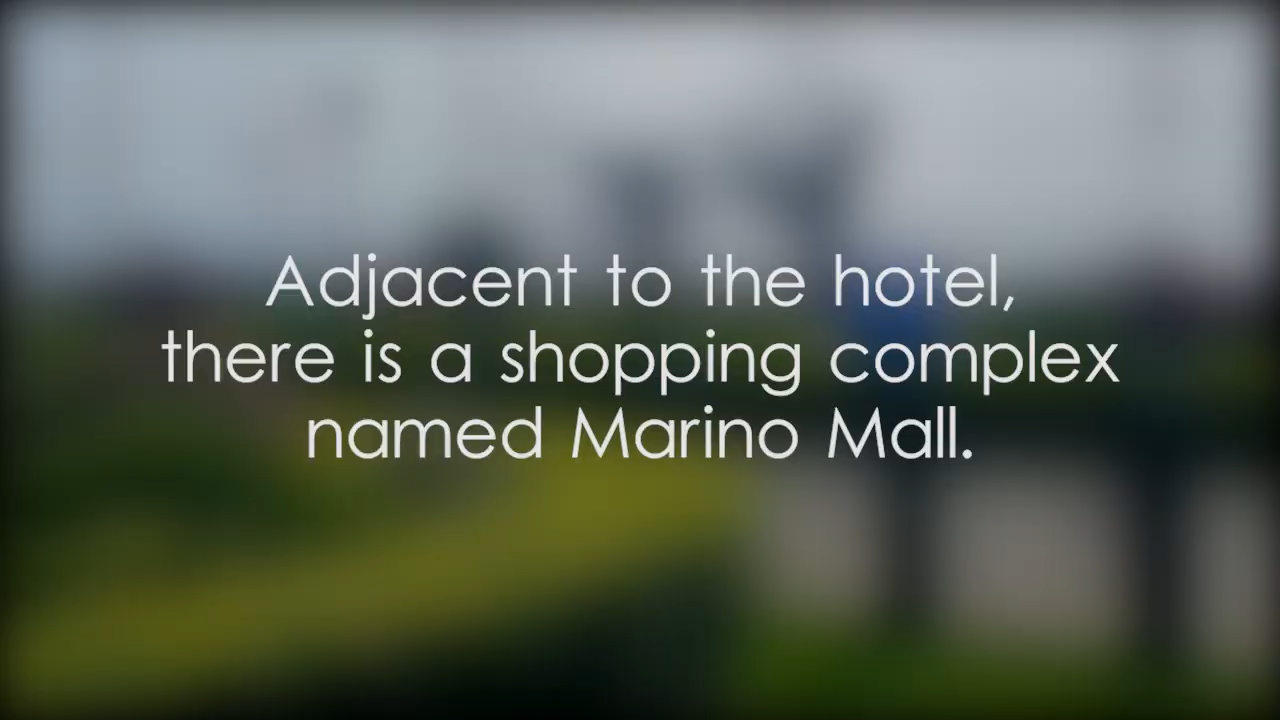 Adjacent to the hotel,
there is a shopping complex
named Marino Mall.